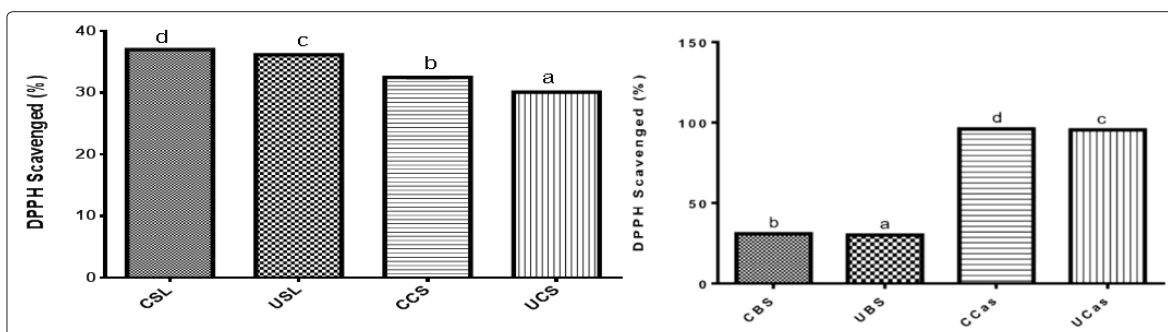 40
30
20
10
0
DPPH Scavenged (%)
d
c
b
a
CSL
USL
CCS
UCS
150
100
50
0
DPPH Scavenged (%)
b
a
d
c
CBS
UBS
CCas
UCas